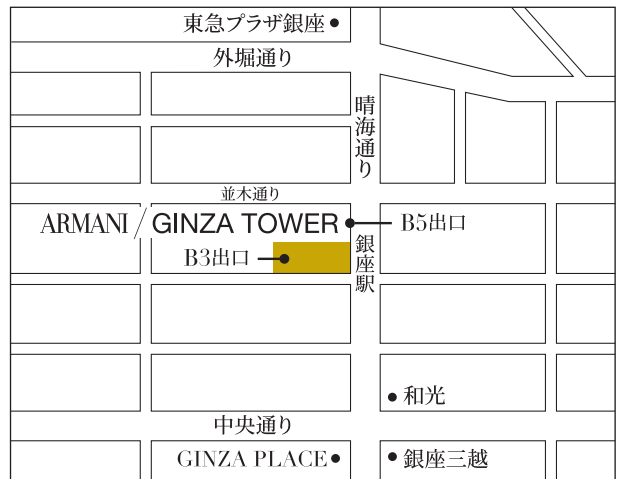 東急プラザ銀座
外堀通り
晴海通り
並木通り
ARMANI / GINZA TOWER
B5出口
B3出口
銀座駅
和光
中央通り
GINZA PLACE
銀座三越